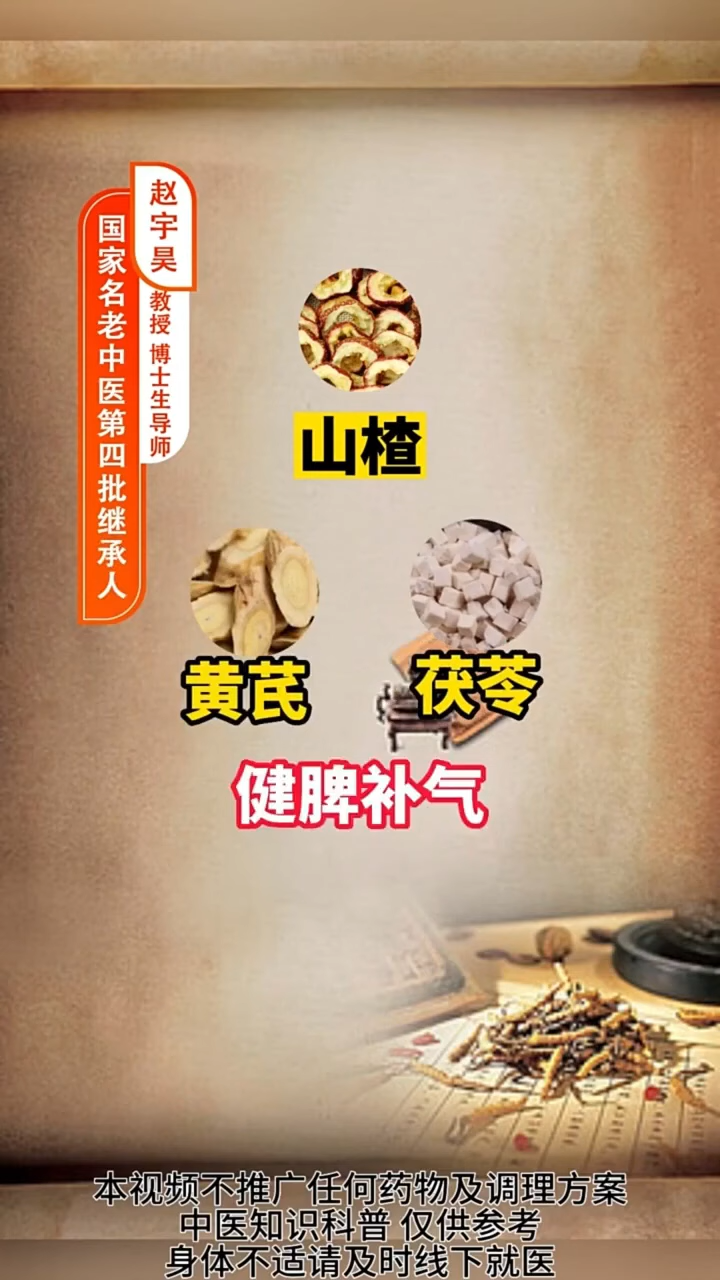 赵宇昊
教授 博士生导师
国家名老中医第四批继承人
山楂
黄芪
茯苓
健脾补气
本视频不推广任何药物及调理方案
中医知识科普 仅供参考
身体不适请及时线下就医